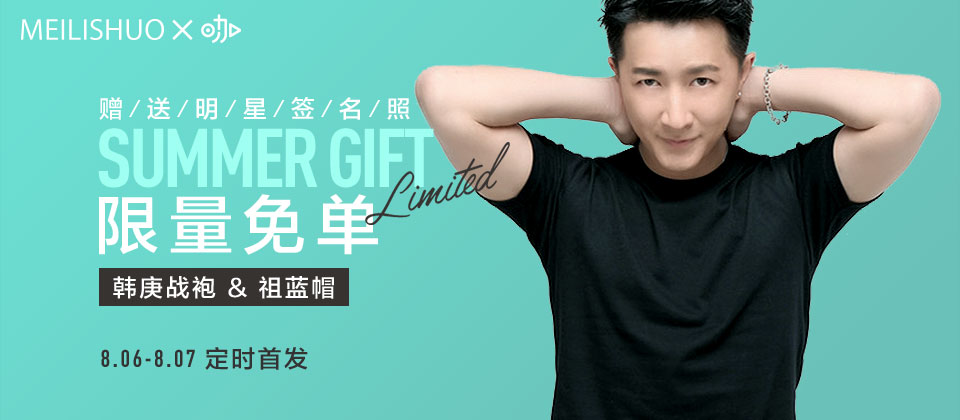 MEILISHUO × 咖
赠/送/明/星/签/名/照
SUMMER GIFT
Limited
限量免单
韩庚战袍 & 祖蓝帽
8.06-8.07 定时首发